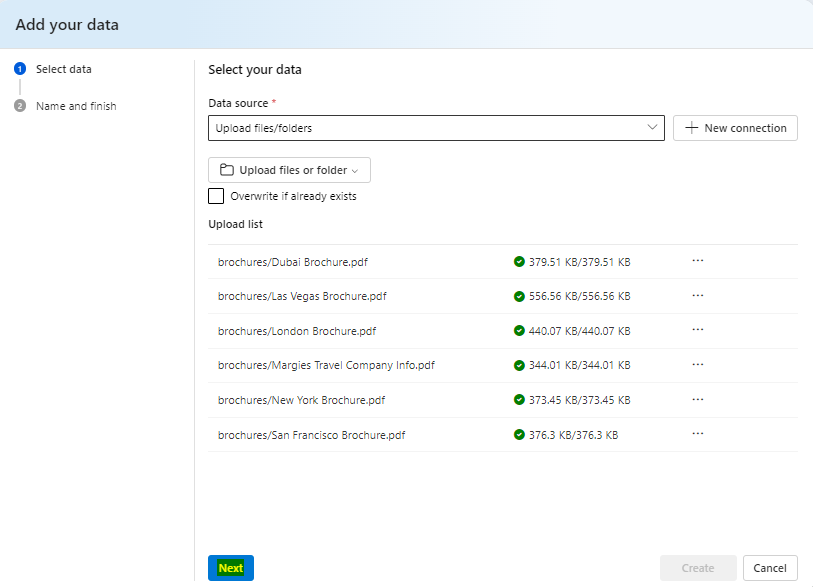 Add your data
1 Select data
2 Name and finish
Select your data
Data source *
Upload files/folders
New connection
Upload files or folder
Overwrite if already exists
Upload list
brochures/Dubai Brochure.pdf 379.51 KB/379.51 KB ...
brochures/Las Vegas Brochure.pdf 556.56 KB/556.56 KB ...
brochures/London Brochure.pdf 440.07 KB/440.07 KB ...
brochures/Margies Travel Company Info.pdf 344.01 KB/344.01 KB ...
brochures/New York Brochure.pdf 373.45 KB/373.45 KB ...
brochures/San Francisco Brochure.pdf 376.3 KB/376.3 KB ...
Next Create Cancel